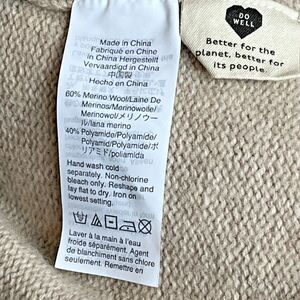 Made in China
Fabriqué en Chine
In China Hergestellt
Vervaardigd in China
中国製
Hecho en China
60% Merino Wool/Laine De
Merinos/Merinowolle/
Merinowol/メリノウー
ル/lana merino
40% Polyamide/Polyamide/
Polyamid/Polyamide/ポ
リアミド/poliamida
Hand wash cold
separately. Non-chlorine
bleach only. Reshape and
lay flat to dry. Iron on
lowest setting.
Laver à la main à l'eau
froide séparément. Agent
de blanchiment sans chlore
seulement. Remettre en
DO
WELL
Better for the
planet, better for
its people.